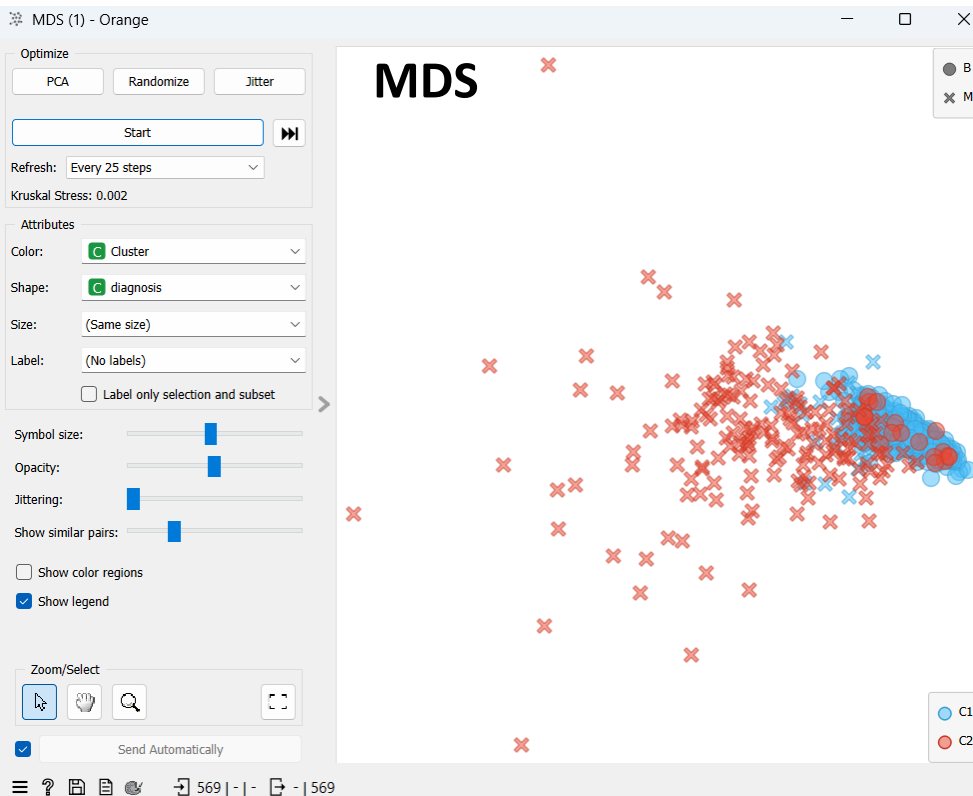 MDS (1) - Orange
Optimize
PCA
Randomize
Jitter
Start
Refresh: Every 25 steps
Kruskal Stress: 0.002
Attributes
Color: C Cluster
Shape: C diagnosis
Size: (Same size)
Label: (No labels)
Label only selection and subset
Symbol size:
Opacity:
Jittering:
Show similar pairs:
Show color regions
Show legend
Zoom/Select
Send Automatically
? 569 | - | - - | 569
MDS
B
M
C1
C2